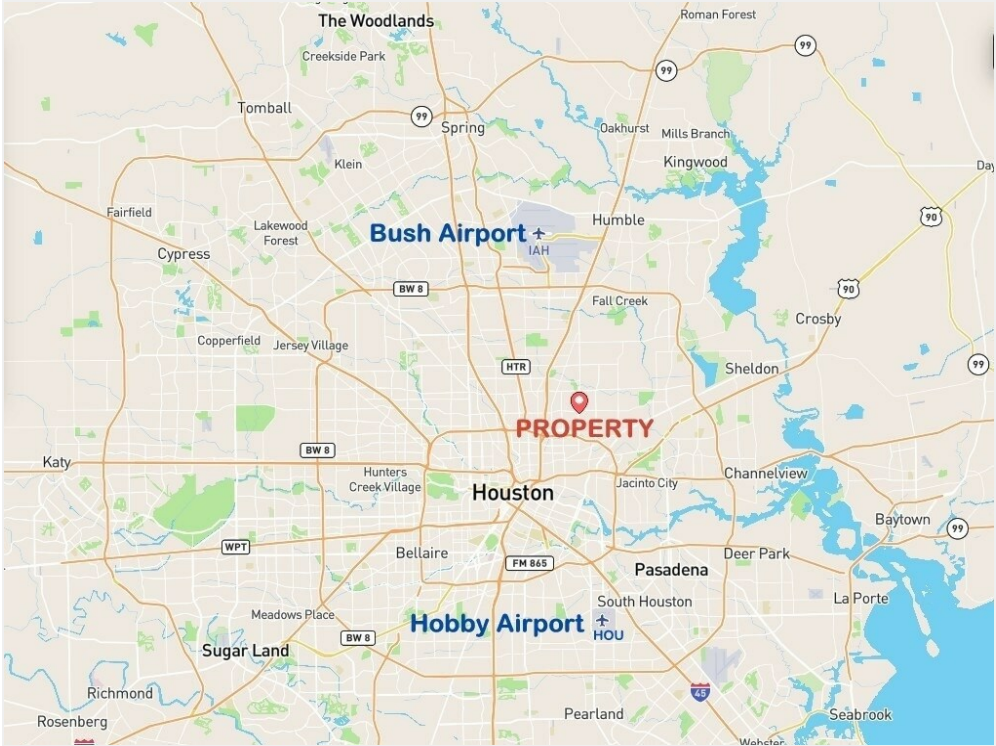 The Woodlands
Roman Forest
99
Creekside Park
99
Tomball
99
Spring
Oakhurst
Mills Branch
Klein
Kingwood
Day
Fairfield
Lakewood
Forest
Humble
90
Bush Airport
IAH
Cypress
BW 8
90
Fall Creek
Crosby
Copperfield
Jersey Village
HTR
Sheldon
99
PROPERTY
BW 8
Katy
Hunters
Creek Village
Houston
Jacinto City
Channelview
Baytown
99
WPT
Bellaire
FM 865
Deer Park
Pasadena
La Porte
Meadows Place
South Houston
Hobby Airport
HOU
BW 8
Sugar Land
Richmond
45
Rosenberg
Pearland
Seabrook
Webster